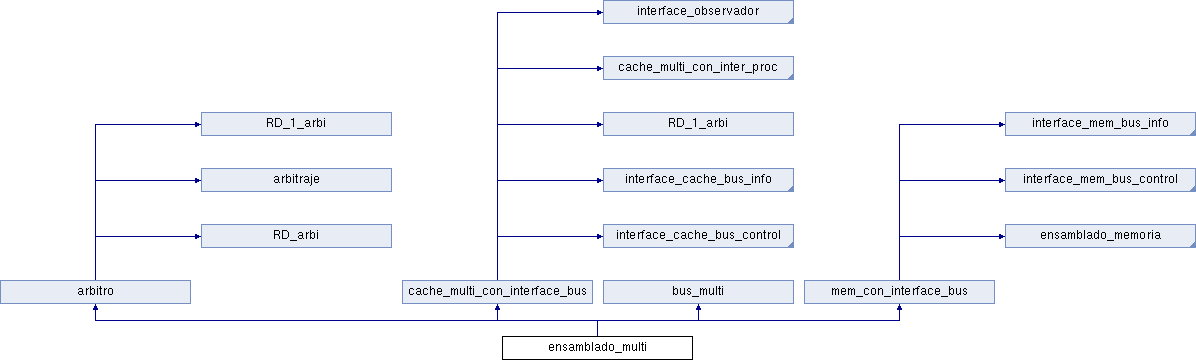 interface_observador
cache_multi_con_inter_proc
RD_1_arbi
RD_1_arbi
interface_mem_bus_info
arbitraje
interface_cache_bus_info
interface_mem_bus_control
RD_arbi
interface_cache_bus_control
ensamblado_memoria
arbitro
cache_multi_con_interface_bus
bus_multi
mem_con_interface_bus
ensamblado_multi